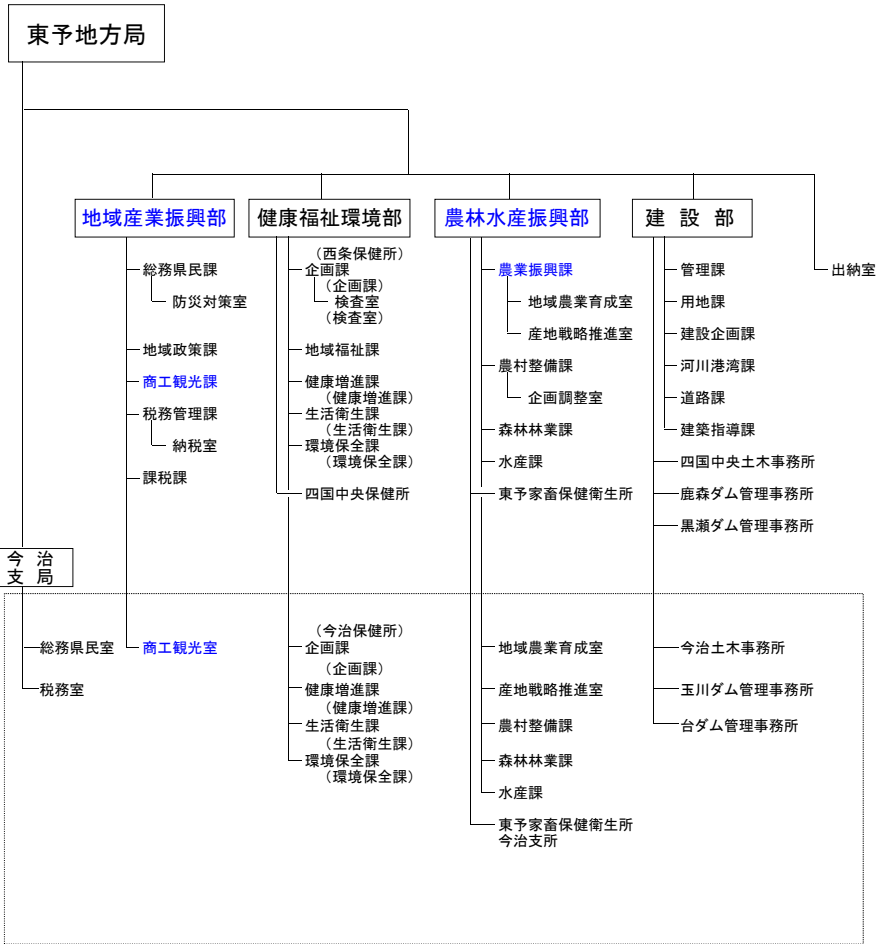 東予地方局
地域産業振興部
総務県民課
防災対策室
地域政策課
商工観光課
税務管理課
納税室
課税課
商工観光室
健康福祉環境部
（西条保健所）
企画課
（企画課）
検査室
（検査室）
地域福祉課
健康増進課
（健康増進課）
生活衛生課
（生活衛生課）
環境保全課
（環境保全課）
四国中央保健所
（今治保健所）
企画課
（企画課）
健康増進課
（健康増進課）
生活衛生課
（生活衛生課）
環境保全課
（環境保全課）
農林水産振興部
農業振興課
地域農業育成室
産地戦略推進室
農村整備課
企画調整室
森林林業課
水産課
東予家畜保健衛生所
地域農業育成室
産地戦略推進室
農村整備課
森林林業課
水産課
東予家畜保健衛生所
今治支所
建設部
管理課
用地課
建設企画課
河川港湾課
道路課
建築指導課
四国中央土木事務所
鹿森ダム管理事務所
黒瀬ダム管理事務所
今治土木事務所
玉川ダム管理事務所
台ダム管理事務所
出納室
今治
支局
総務県民室
税務室